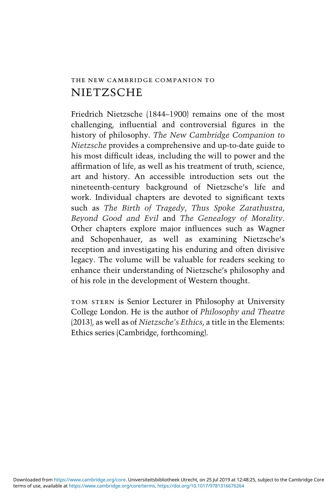 THE NEW CAMBRIDGE COMPANION TO
NIETZSCHE
Friedrich Nietzsche (1844–1900) remains one of the most
challenging, influential and controversial figures in the
history of philosophy. The New Cambridge Companion to
Nietzsche provides a comprehensive and up-to-date guide to
his most difficult ideas, including the will to power and the
affirmation of life, as well as his treatment of truth, science,
art and history. An accessible introduction sets out the
nineteenth-century background of Nietzsche's life and
work. Individual chapters are devoted to significant texts
such as The Birth of Tragedy, Thus Spoke Zarathustra,
Beyond Good and Evil and The Genealogy of Morality.
Other chapters explore major influences such as Wagner
and Schopenhauer, as well as examining Nietzsche's
reception and investigating his enduring and often divisive
legacy. The volume will be valuable for readers seeking to
enhance their understanding of Nietzsche's philosophy and
of his role in the development of Western thought.
TOM STERN is Senior Lecturer in Philosophy at University
College London. He is the author of Philosophy and Theatre
(2013), as well as of Nietzsche's Ethics, a title in the Elements:
Ethics series (Cambridge, forthcoming).
Downloaded from https://www.cambridge.org/core. Universiteitsbibliotheek Utrecht, on 25 Jul 2019 at 12:48:25, subject to the Cambridge Core
terms of use, available at https://www.cambridge.org/core/terms. https://doi.org/10.1017/9781316676264